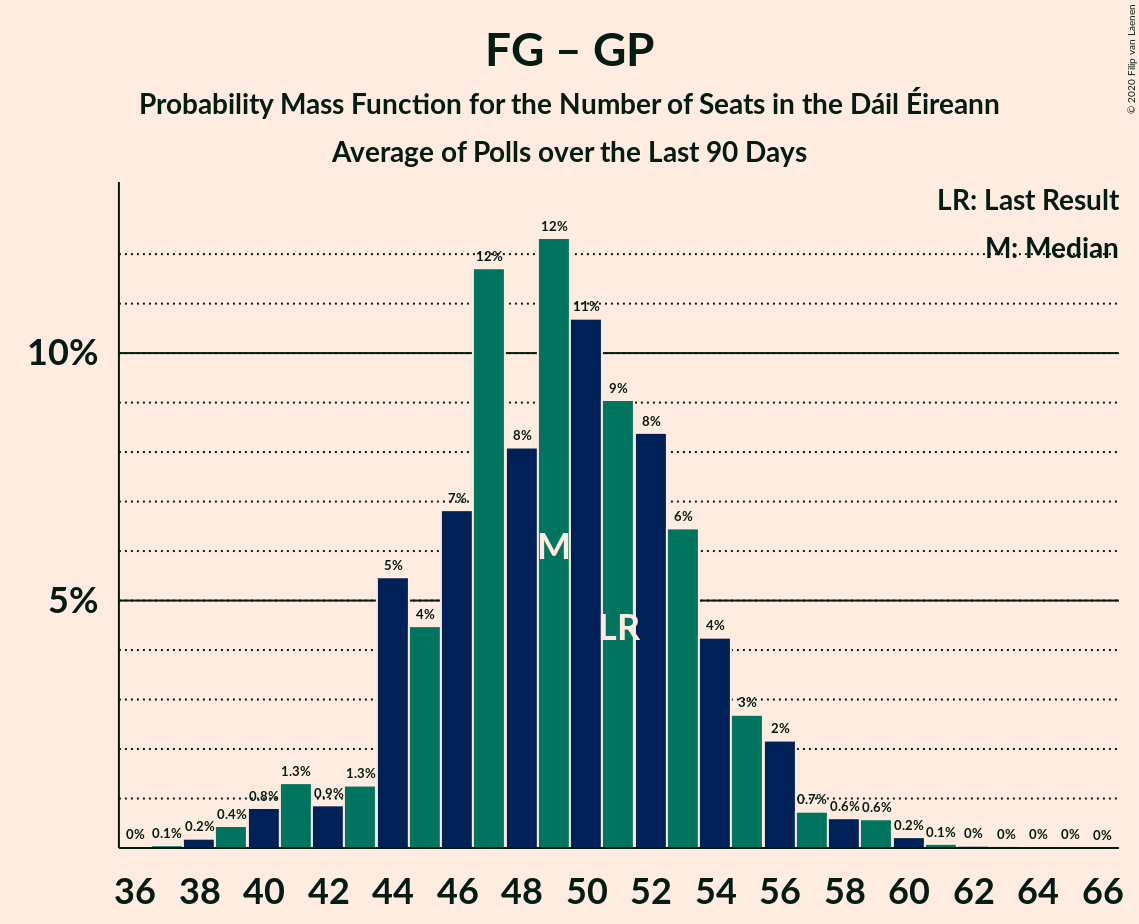 FG – GP
Probability Mass Function for the Number of Seats in the Dáil Éireann
Average of Polls over the Last 90 Days
© 2020 Filip van Laenen
LR: Last Result
M: Median
10%
5%
0% 0.1% 0.2% 0.4% 0.8% 1.3% 0.9% 1.3% 5% 4% 7% 12% 8% 12% 11% 9% 8% 6% 4% 3% 2% 0.7% 0.6% 0.6% 0.2% 0.1% 0% 0% 0% 0% 0%
M
LR
36 38 40 42 44 46 48 50 52 54 56 58 60 62 64 66